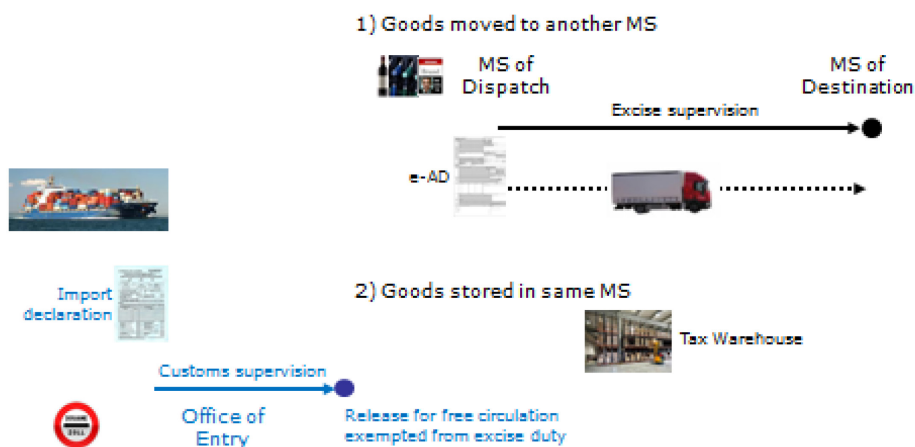 1) Goods moved to another MS
MS of
Dispatch
MS of
Destination
Excise supervision
e-AD
Import
declaration
2) Goods stored in same MS
Tax Warehouse
Customs supervision
Office of
Entry
Release for free circulation
exempted from excise duty
DOUANE
ZOLL